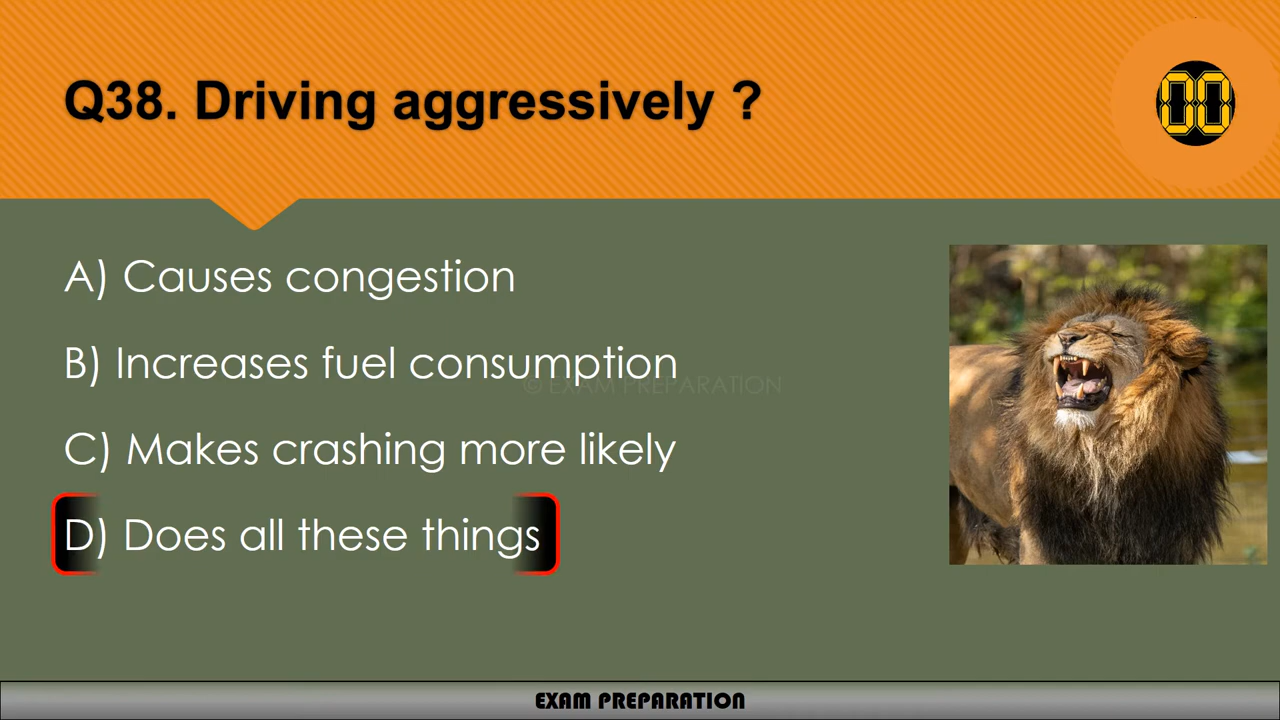 Q38. Driving aggressively ?
00
A) Causes congestion
B) Increases fuel consumption
© EXAM PREPARATION
C) Makes crashing more likely
D) Does all these things
EXAM PREPARATION